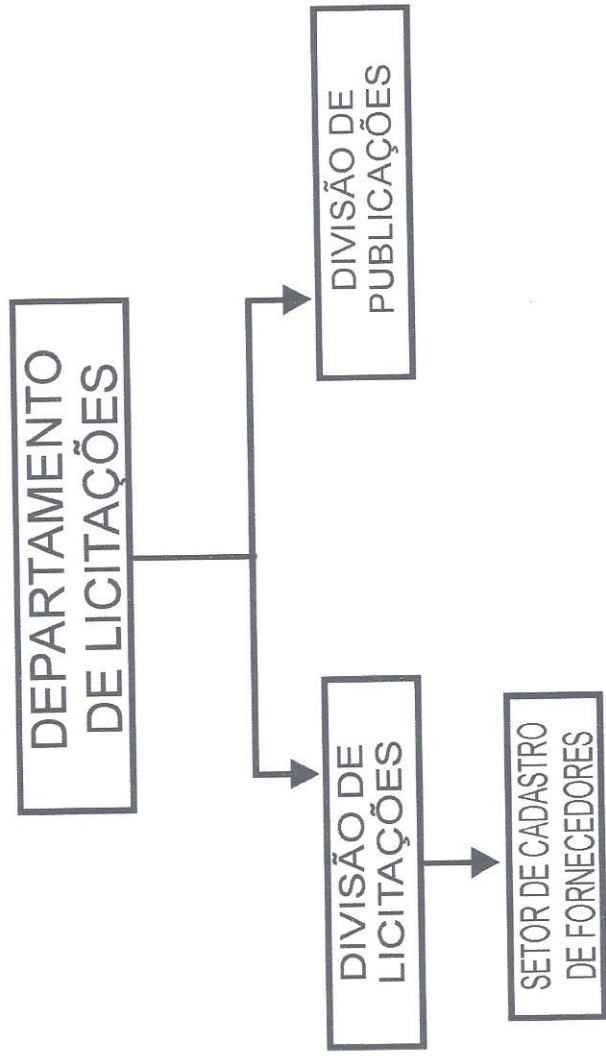 DEPARTAMENTO
DE LICITAÇÕES
DIVISÃO DE
LICITAÇÕES
DIVISÃO DE
PUBLICAÇÕES
SETOR DE CADASTRO
DE FORNECEDORES